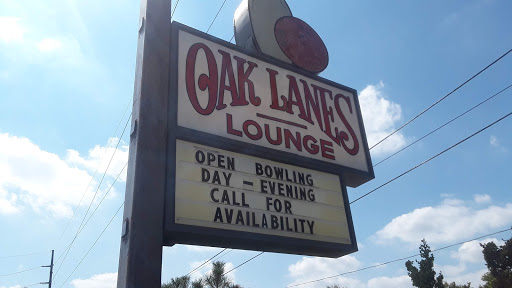 OAK LANES
LOUNGE
OPEN BOWLING
DAY - EVENING
CALL FOR
AVAILABILITY